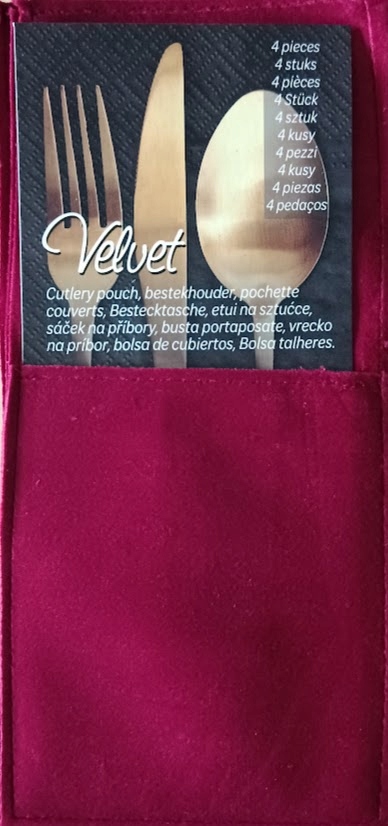 4 pieces
4 stuks
4 pièces
4 Stück
4 sztuk
4 kusy
4 pezzi
4 kusy
4 piezas
4 pedaços
Velvet
Cutlery pouch, bestekhouder, pochette
couverts, Bestecktasche, etui na sztućce,
sáček na příbory, busta portaposate, vrecko
na príbor, bolsa de cubiertos, Bolsa talheres.